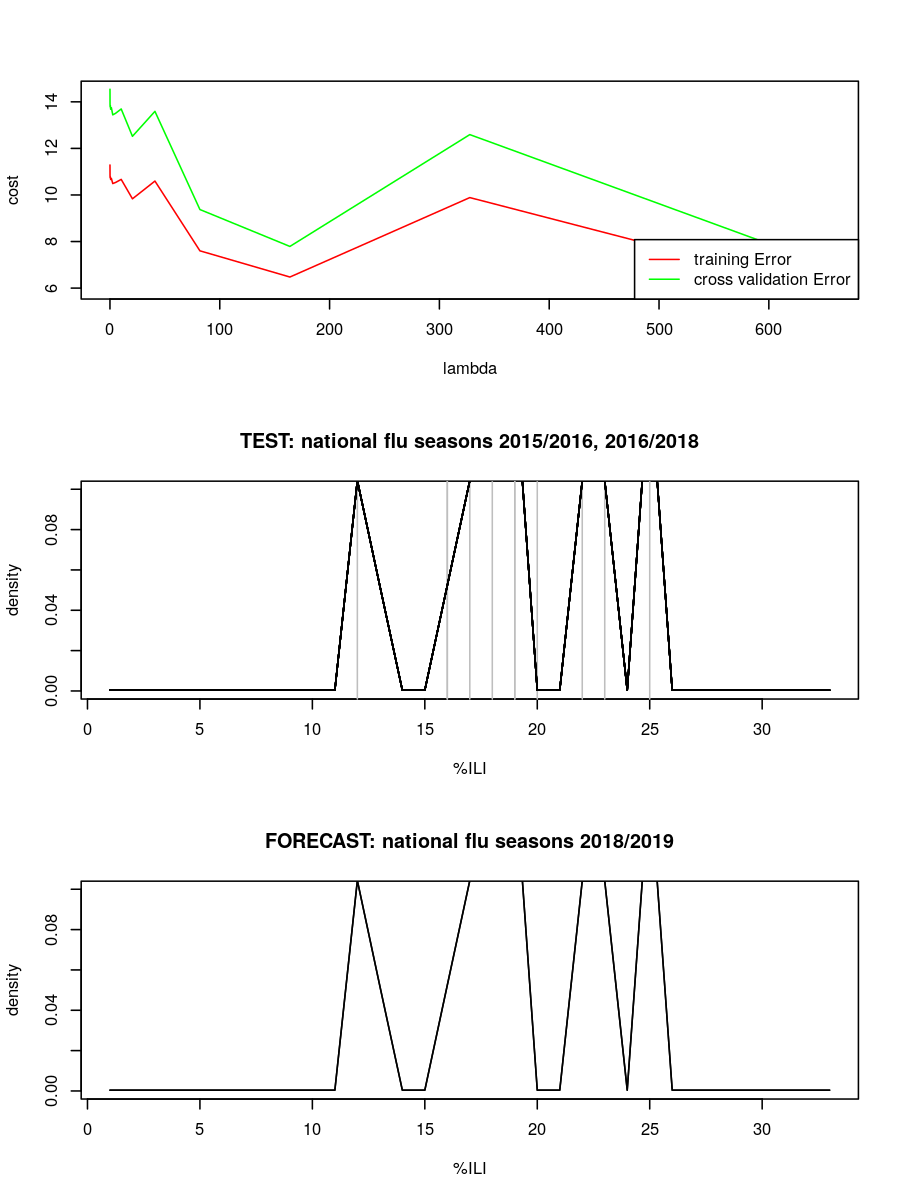 14
12
10
8
6
cost
training Error
cross validation Error
0 100 200 300 400 500 600
lambda
TEST: national flu seasons 2015/2016, 2016/2018
0.08
0.04
0.00
density
0 5 10 15 20 25 30
%ILI
FORECAST: national flu seasons 2018/2019
0.08
0.04
0.00
density
0 5 10 15 20 25 30
%ILI